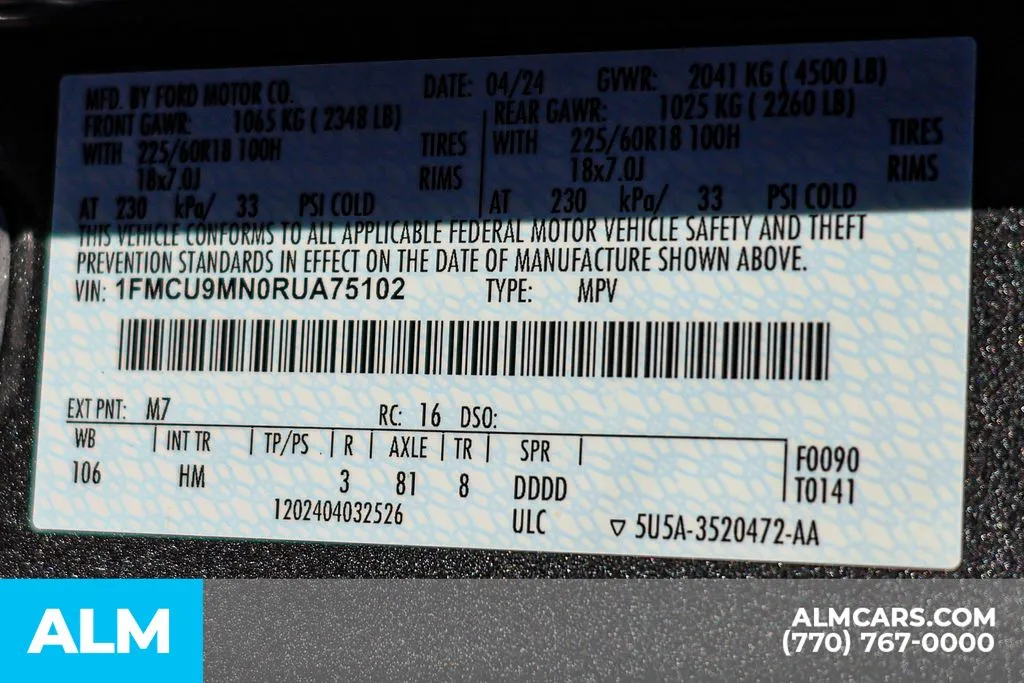 MFD. BY FORD MOTOR CO. DATE: 04/24 GVWR: 2041 KG ( 4500 LB)
FRONT GAWR: 1065 KG ( 2348 LB) REAR GAWR: 1025 KG ( 2260 LB)
WITH 225/60R18 100H TIRES WITH 225/60R18 100H TIRES
18x7.0J RIMS 18x7.0J RIMS
AT 230 kPa/ 33 PSI COLD AT 230 kPa/ 33 PSI COLD
THIS VEHICLE CONFORMS TO ALL APPLICABLE FEDERAL MOTOR VEHICLE SAFETY AND THEFT
PREVENTION STANDARDS IN EFFECT ON THE DATE OF MANUFACTURE SHOWN ABOVE.
VIN: 1FMCU9MN0RUA75102 TYPE: MPV
EXT PNT: M7 RC: 16 DSO:
WB INT TR TP/PS R AXLE TR SPR F0090
106 HM 3 81 8 DDDD T0141
1202404032526 ULC ▽ 5U5A-3520472-AA
ALM
ALMCARS.COM
(770) 767-0000